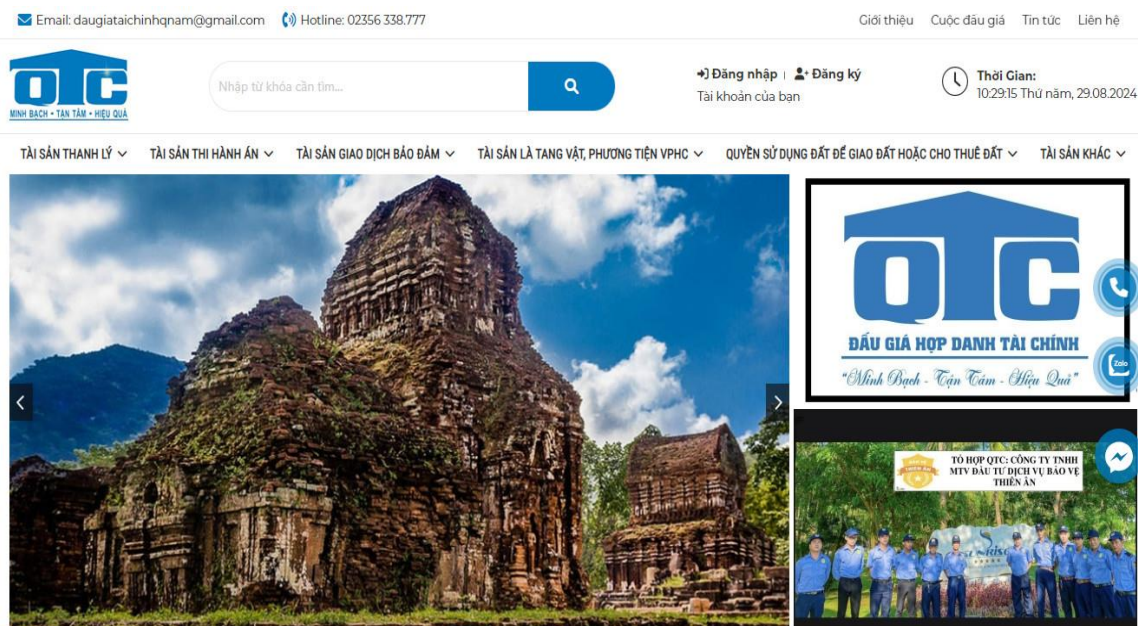 Email: daugiataichinhqnam@gmail.com
Hotline: 02356 338.777
Giới thiệu Cuộc đấu giá Tin tức Liên hệ
QTC
MINH BẠCH • TẬN TÂM • HIỆU QUẢ
Nhập từ khóa cần tìm...
Đăng nhập | Đăng ký
Tài khoản của bạn
Thời Gian:
10:29:15 Thứ năm, 29.08.2024
TÀI SẢN THANH LÝ TÀI SẢN THI HÀNH ÁN TÀI SẢN GIAO DỊCH BẢO ĐẢM TÀI SẢN LÀ TANG VẬT, PHƯƠNG TIỆN VPHC QUYỀN SỬ DỤNG ĐẤT ĐỂ GIAO ĐẤT HOẶC CHO THUÊ ĐẤT TÀI SẢN KHÁC
QTC
ĐẤU GIÁ HỢP DANH TÀI CHÍNH
"Minh Bạch - Tận Tâm - Hiệu Quả"
Zalo
TỔ HỢP QTC: CÔNG TY TNHH
MTV ĐẦU TƯ DỊCH VỤ BẢO VỆ
THIÊN ÂN
SUNRISE